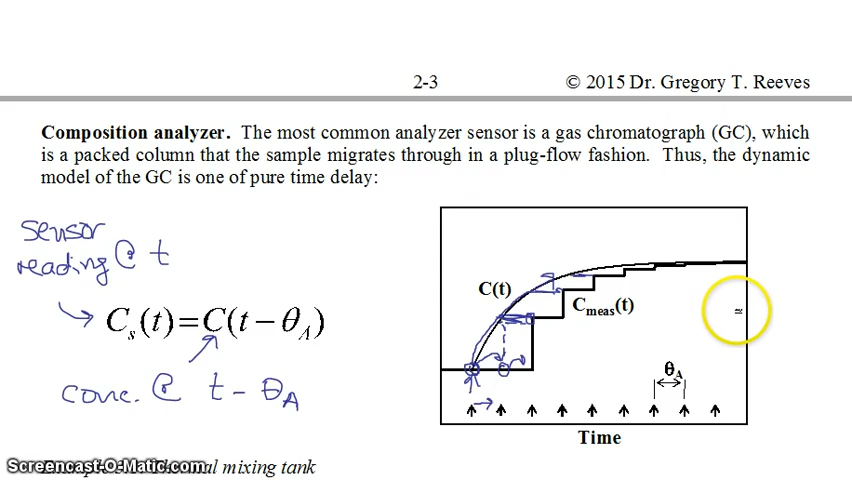 2-3 © 2015 Dr. Gregory T. Reeves
Composition analyzer. The most common analyzer sensor is a gas chromatograph (GC), which
is a packed column that the sample migrates through in a plug-flow fashion. Thus, the dynamic
model of the GC is one of pure time delay:
sensor
reading @ t
Cₛ(t)=C(t−θ_A)
conc. @ t − θ_A
C(t)
C_meas(t)
θ_A
Time
Screencast-O-Matic.com
mixing tank